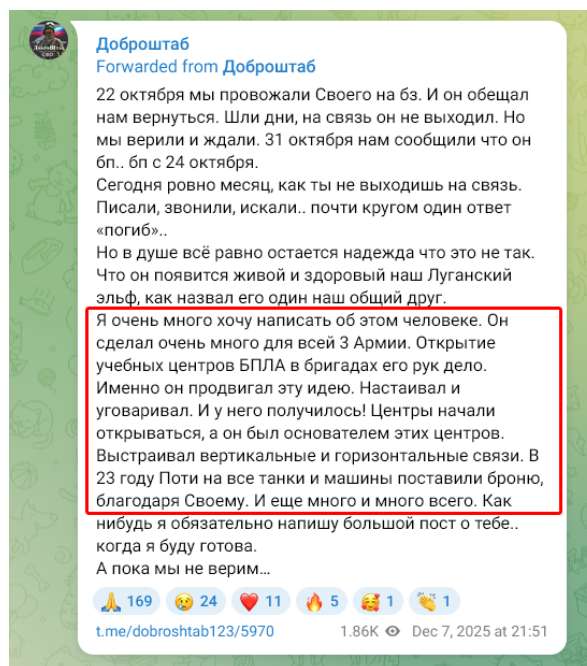 Доброштаб
Forwarded from Доброштаб
22 октября мы провожали Своего на бз. И он обещал
нам вернуться. Шли дни, на связь он не выходил. Но
мы верили и ждали. 31 октября нам сообщили что он
бп.. бп с 24 октября.
Сегодня ровно месяц, как ты не выходишь на связь.
Писали, звонили, искали.. почти кругом один ответ
«погиб»..
Но в душе всё равно остается надежда что это не так.
Что он появится живой и здоровый наш Луганский
эльф, как назвал его один наш общий друг.
Я очень много хочу написать об этом человеке. Он
сделал очень много для всей 3 Армии. Открытие
учебных центров БПЛА в бригадах его рук дело.
Именно он продвигал эту идею. Настаивал и
уговаривал. И у него получилось! Центры начали
открываться, а он был основателем этих центров.
Выстраивал вертикальные и горизонтальные связи. В
23 году Поти на все танки и машины поставили броню,
благодаря Своему. И еще много и много всего. Как
нибудь я обязательно напишу большой пост о тебе..
когда я буду готова.
А пока мы не верим…
169 24 11 5 1 1
t.me/dobroshtab123/5970 1.86K Dec 7, 2025 at 21:51